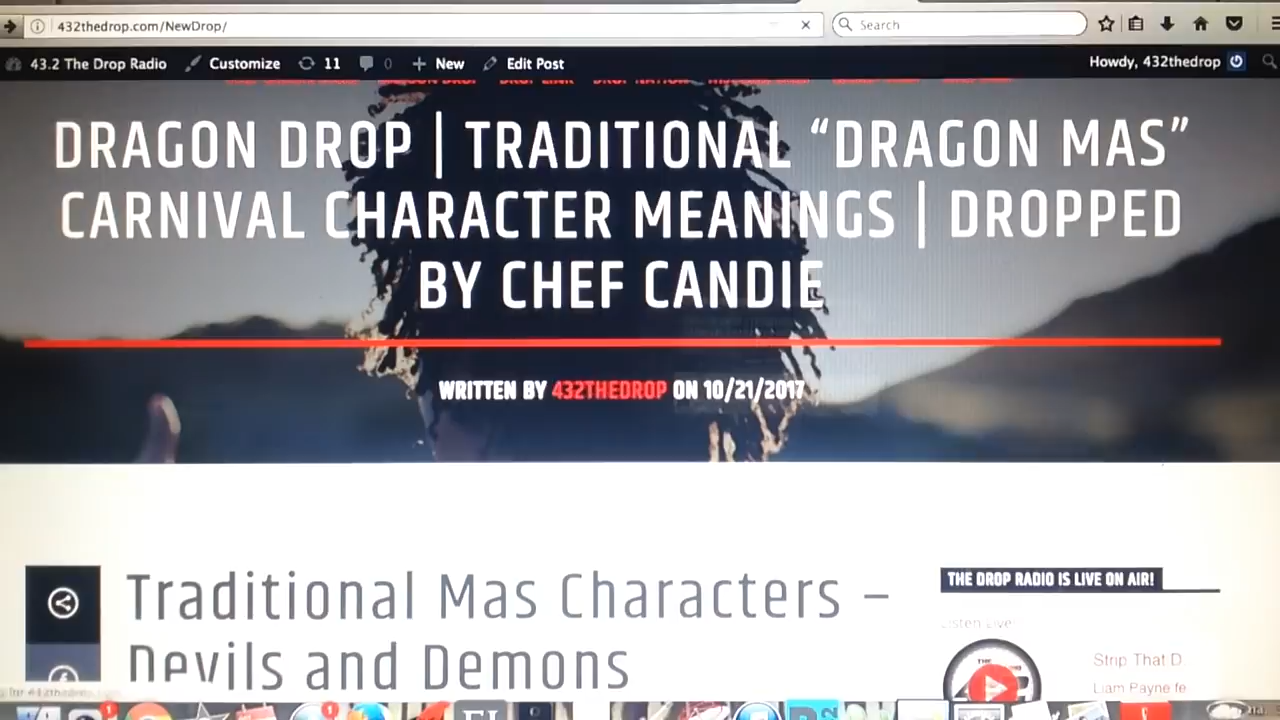 432thedrop.com/NewDrop/
Search
43.2 The Drop Radio Customize 11 0 New Edit Post Howdy, 432thedrop
DRAGON DROP | TRADITIONAL “DRAGON MAS”
CARNIVAL CHARACTER MEANINGS | DROPPED
BY CHEF CANDIE
WRITTEN BY 432THEDROP ON 10/21/2017
Traditional Mas Characters –
Devils and Demons
THE DROP RADIO IS LIVE ON AIR!
Listen Live
Strip That D.
Liam Payne fe